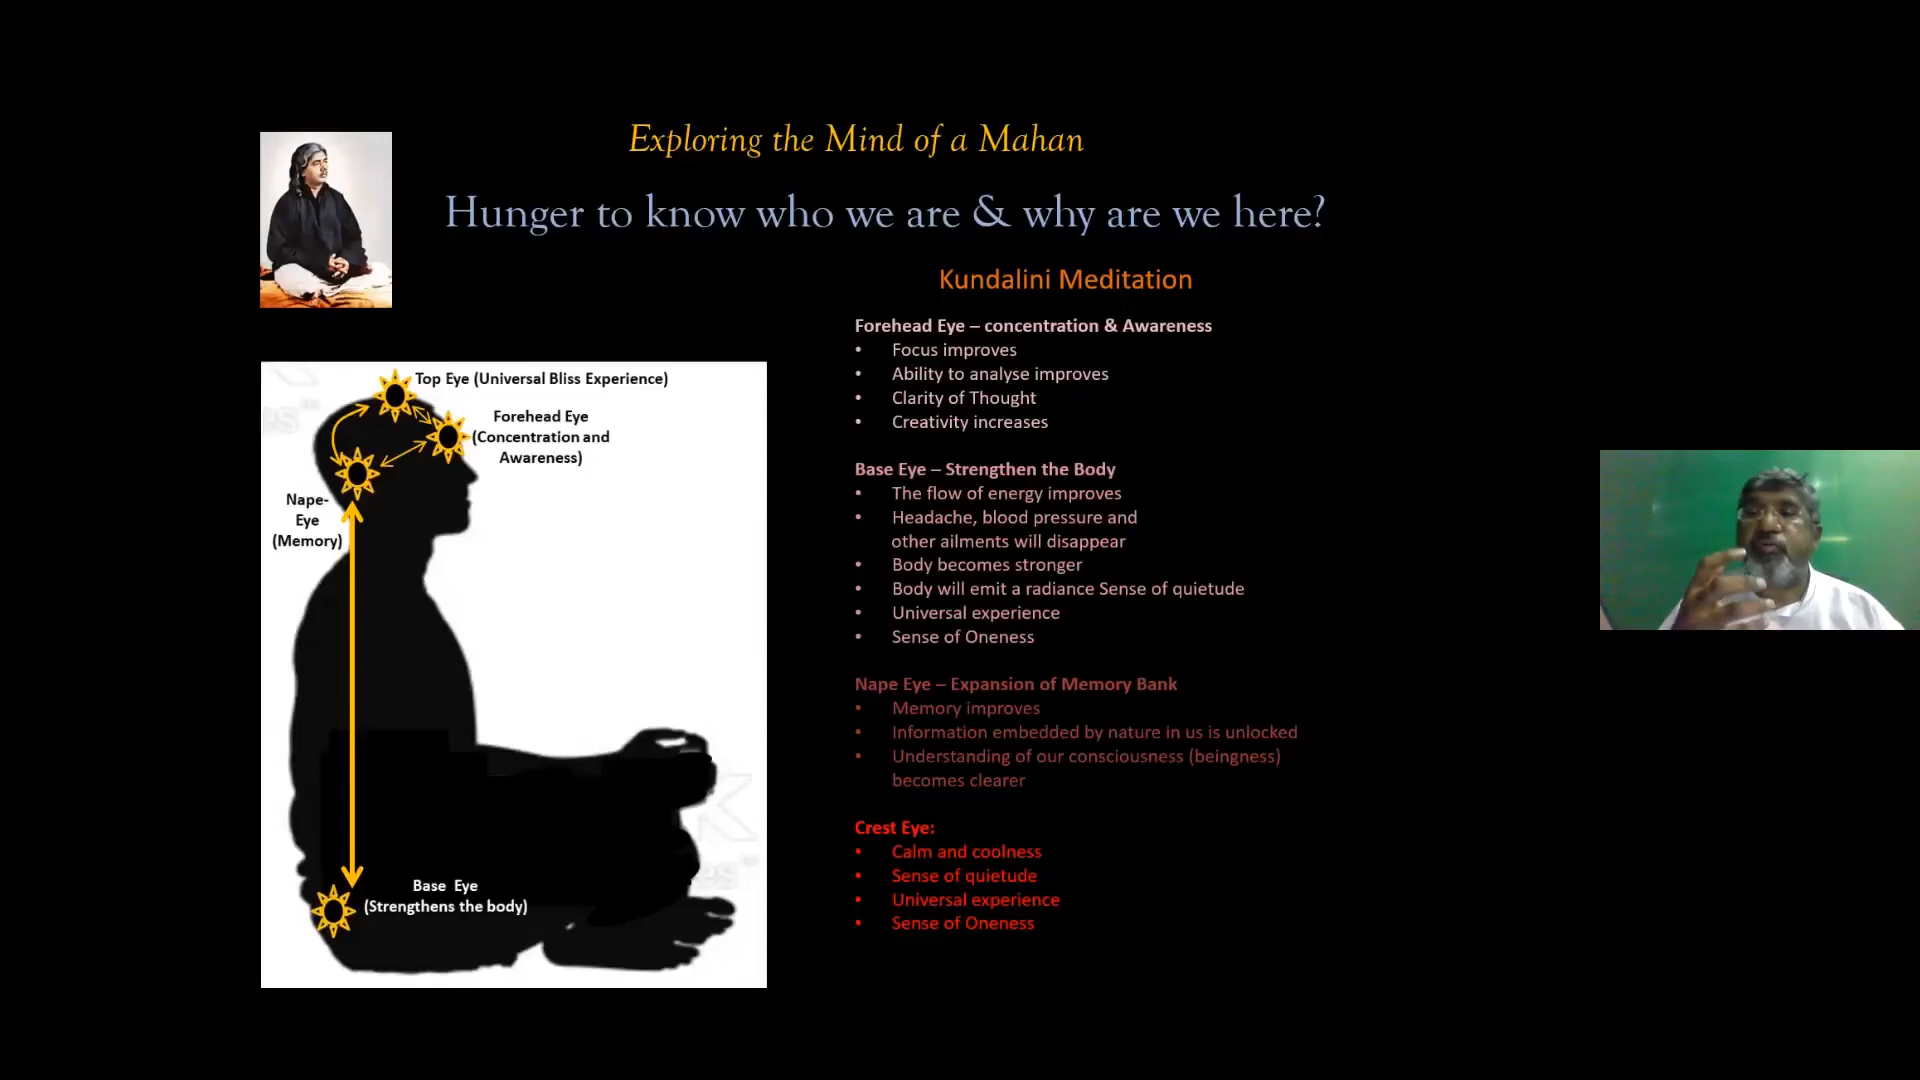 Exploring the Mind of a Mahan
Hunger to know who we are & why are we here?
Kundalini Meditation
Top Eye (Universal Bliss Experience)
Forehead Eye
(Concentration and
Awareness)
Nape-
Eye
(Memory)
Base Eye
(Strengthens the body)
Forehead Eye – concentration & Awareness
• Focus improves
• Ability to analyse improves
• Clarity of Thought
• Creativity increases
Base Eye – Strengthen the Body
• The flow of energy improves
• Headache, blood pressure and
other ailments will disappear
• Body becomes stronger
• Body will emit a radiance Sense of quietude
• Universal experience
• Sense of Oneness
Nape Eye – Expansion of Memory Bank
• Memory improves
• Information embedded by nature in us is unlocked
• Understanding of our consciousness (beingness)
becomes clearer
Crest Eye:
• Calm and coolness
• Sense of quietude
• Universal experience
• Sense of Oneness